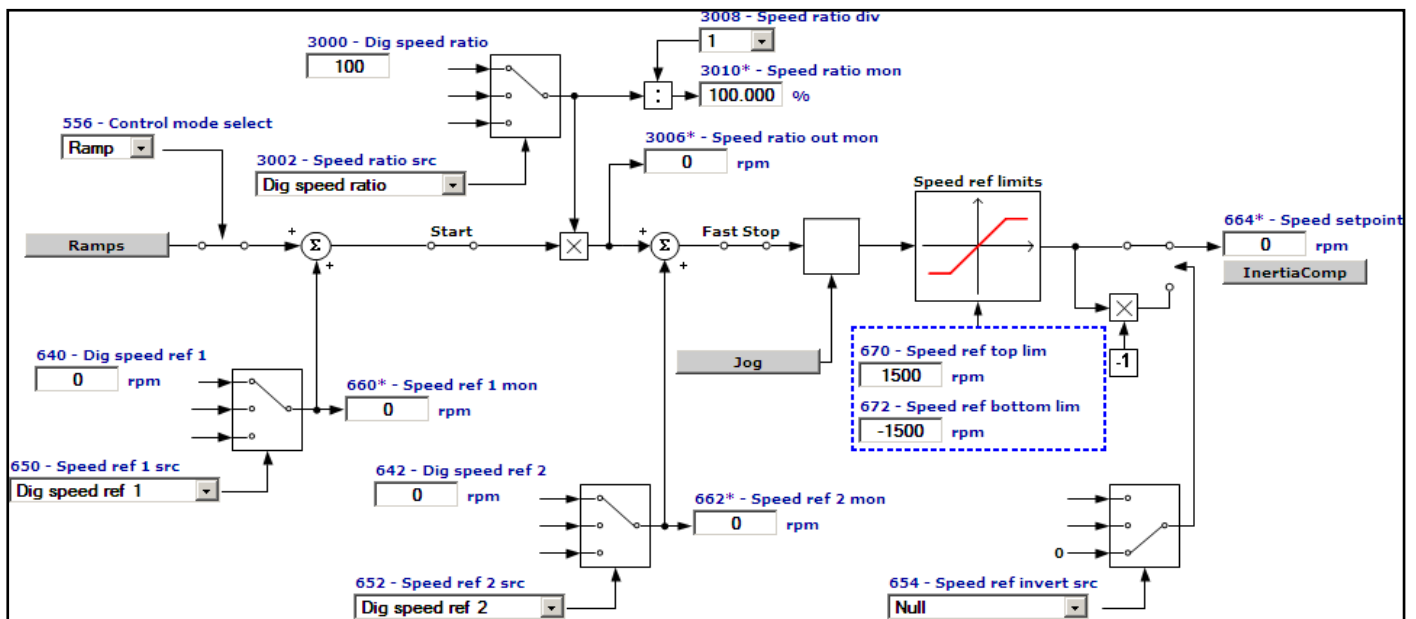 3008 - Speed ratio div
1
3000 - Dig speed ratio
100
3010* - Speed ratio mon
:
100.000 %
556 - Control mode select
Ramp
3006* - Speed ratio out mon
0 rpm
3002 - Speed ratio src
Dig speed ratio
Speed ref limits
664* - Speed setpoint
0 rpm
Ramps
+
Σ
+
Start
×
+
Σ
+
Fast Stop
InertiaComp
×
-1
640 - Dig speed ref 1
0 rpm
Jog
670 - Speed ref top lim
1500 rpm
660* - Speed ref 1 mon
0 rpm
672 - Speed ref bottom lim
-1500 rpm
650 - Speed ref 1 src
Dig speed ref 1
642 - Dig speed ref 2
0 rpm
662* - Speed ref 2 mon
0 rpm
0
652 - Speed ref 2 src
Dig speed ref 2
654 - Speed ref invert src
Null